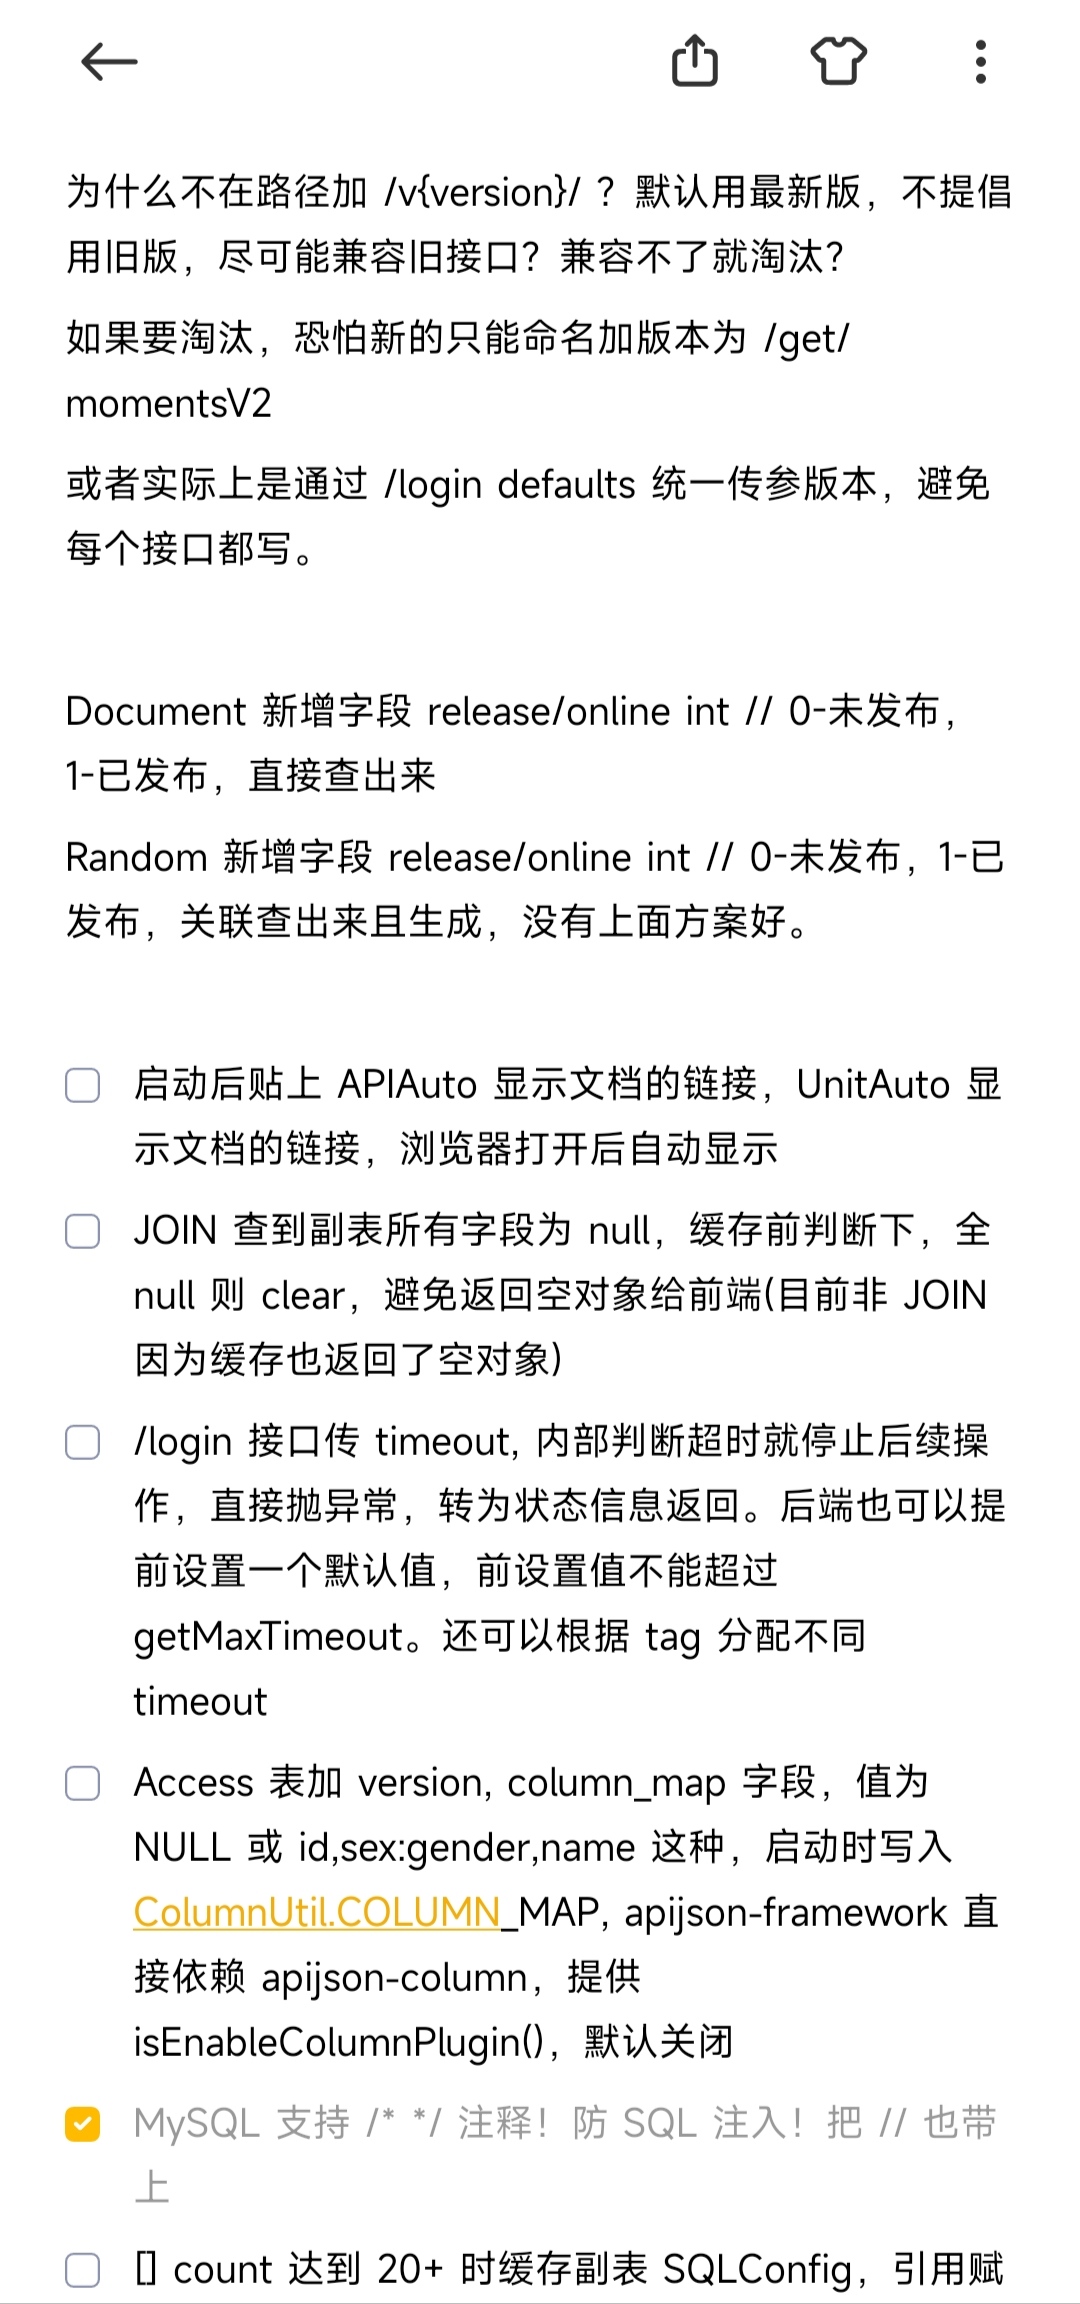 为什么不在路径加 /v{version}/ ？默认用最新版，不提倡
用旧版，尽可能兼容旧接口？兼容不了就淘汰？
如果要淘汰，恐怕新的只能命名加版本为 /get/
momentsV2
或者实际上是通过 /login defaults 统一传参版本，避免
每个接口都写。
Document 新增字段 release/online int // 0-未发布，
1-已发布，直接查出来
Random 新增字段 release/online int // 0-未发布，1-已
发布，关联查出来且生成，没有上面方案好。
启动后贴上 APIAuto 显示文档的链接，UnitAuto 显
示文档的链接，浏览器打开后自动显示
JOIN 查到副表所有字段为 null，缓存前判断下，全
null 则 clear，避免返回空对象给前端(目前非 JOIN
因为缓存也返回了空对象)
/login 接口传 timeout, 内部判断超时就停止后续操
作，直接抛异常，转为状态信息返回。后端也可以提
前设置一个默认值，前设置值不能超过
getMaxTimeout。还可以根据 tag 分配不同
timeout
Access 表加 version, column_map 字段，值为
NULL 或 id,sex:gender,name 这种，启动时写入
ColumnUtil.COLUMN_MAP, apijson-framework 直
接依赖 apijson-column，提供
isEnableColumnPlugin()，默认关闭
MySQL 支持 /* */ 注释！防 SQL 注入！把 // 也带
上
[] count 达到 20+ 时缓存副表 SQLConfig，引用赋